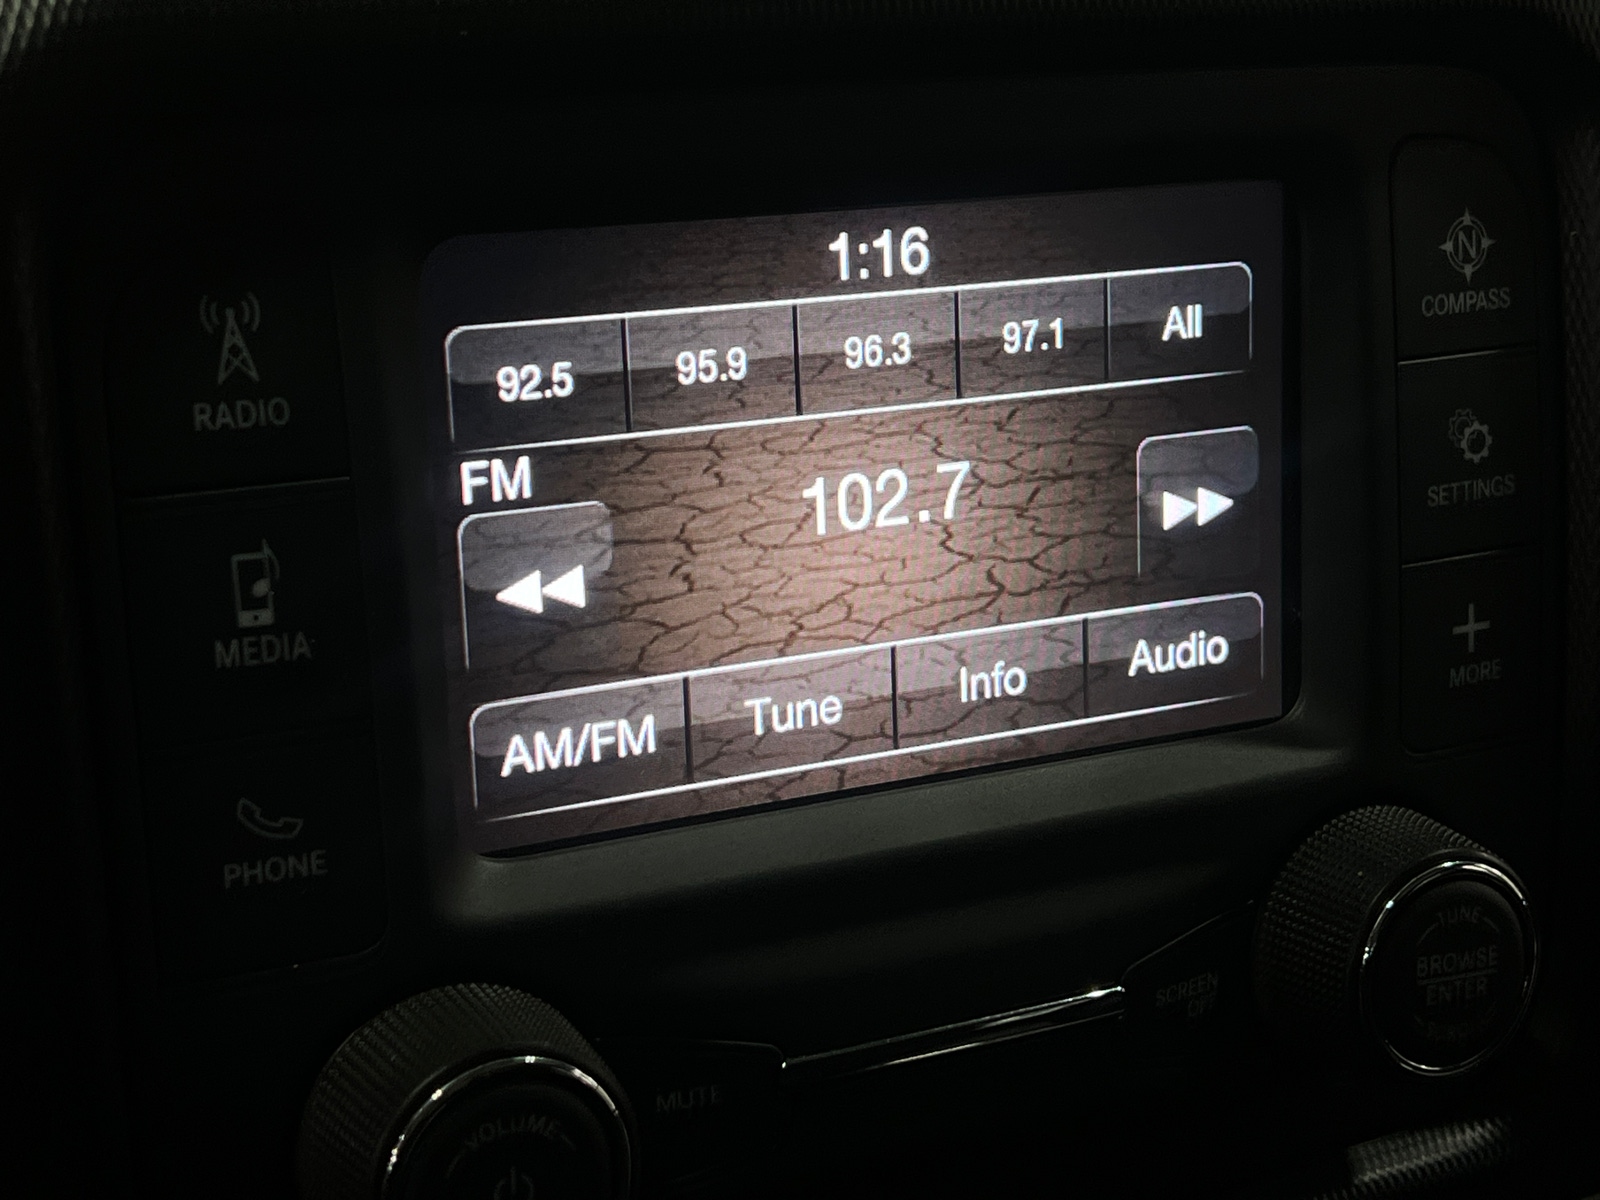 1:16
92.5 95.9 96.3 97.1 All
FM
102.7
AM/FM Tune Info Audio
RADIO
MEDIA
PHONE
N
COMPASS
SETTINGS
MORE
MUTE
VOLUME
SCREEN
OFF
TUNE
BROWSE
ENTER